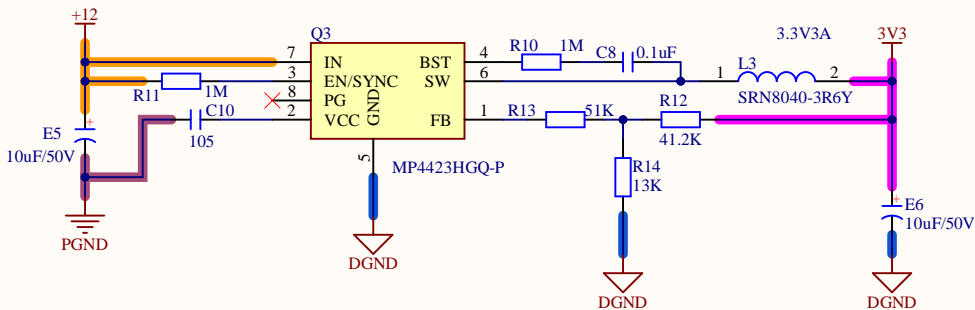 +12
Q3
3.3V3A
3V3
7 IN BST 4 R10 1M C8 0.1uF
3 EN/SYNC SW 6 1 L3 2
R11 1M SRN8040-3R6Y
8 PG GND
2 VCC FB 1 R13 51K R12
C10
105
41.2K
E5 +
10uF/50V
5 MP4423HGQ-P
R14
13K
+ E6
10uF/50V
PGND
DGND
DGND
DGND